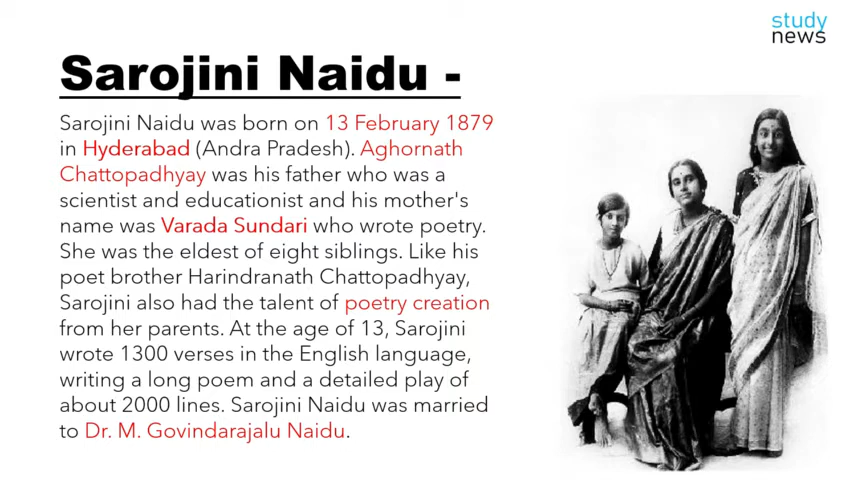 study
news
Sarojini Naidu -
Sarojini Naidu was born on 13 February 1879
in Hyderabad (Andra Pradesh). Aghornath
Chattopadhyay was his father who was a
scientist and educationist and his mother's
name was Varada Sundari who wrote poetry.
She was the eldest of eight siblings. Like his
poet brother Harindranath Chattopadhyay,
Sarojini also had the talent of poetry creation
from her parents. At the age of 13, Sarojini
wrote 1300 verses in the English language,
writing a long poem and a detailed play of
about 2000 lines. Sarojini Naidu was married
to Dr. M. Govindarajalu Naidu.